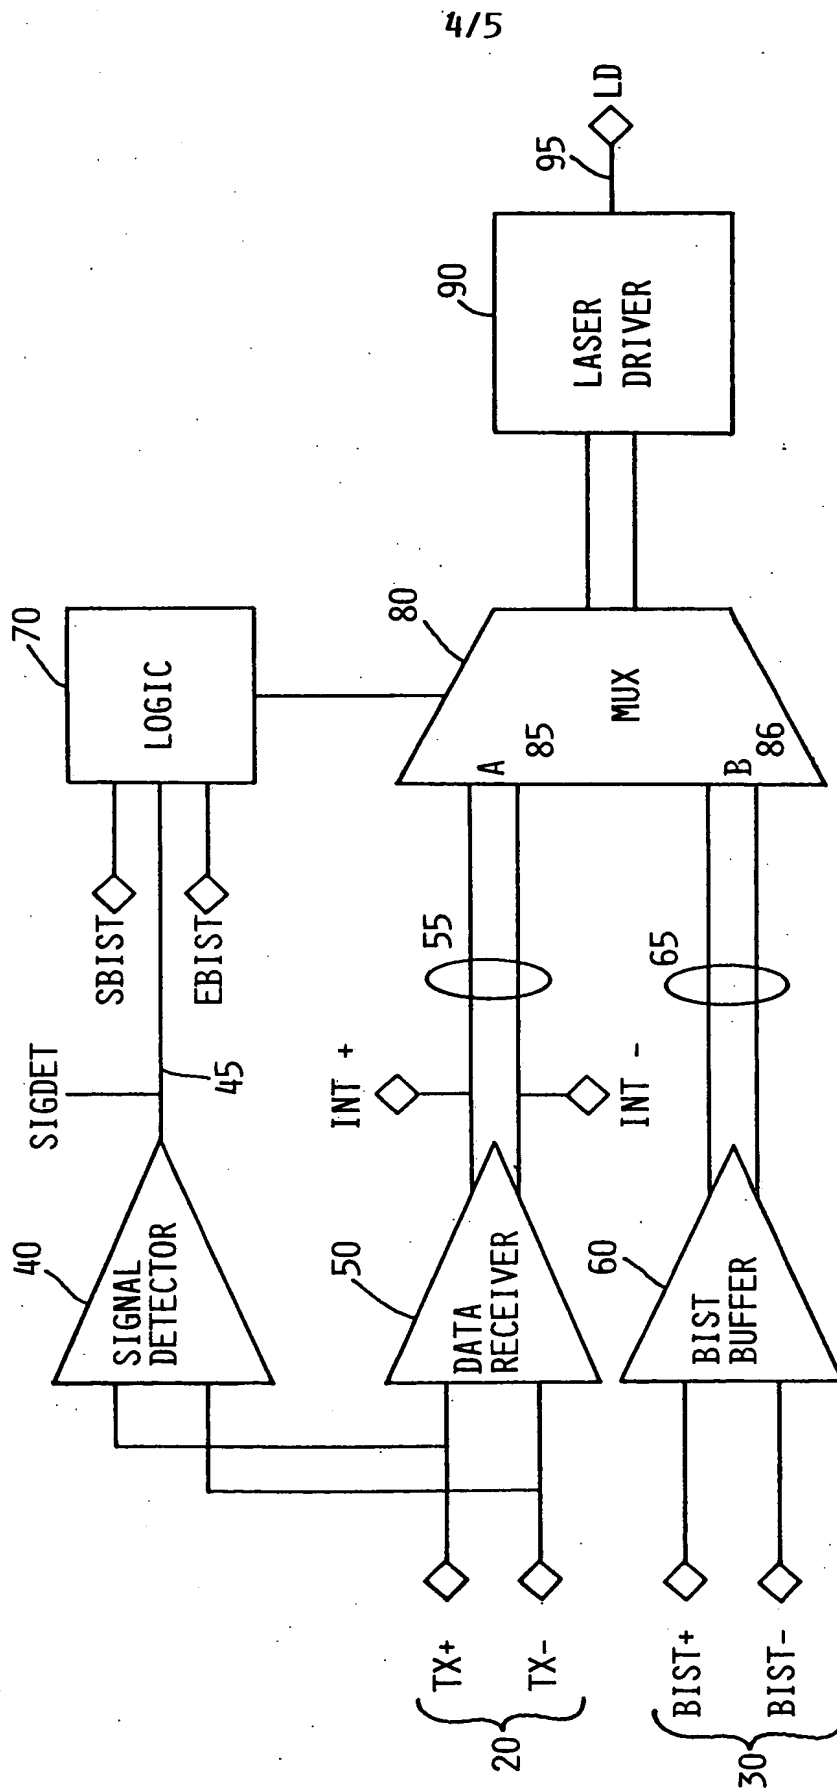 4/5
70
LOGIC
SBIST
EBIST
SIGDET
45
40
SIGNAL
DETECTOR
80
MUX
A
85
B
86
90
LASER
DRIVER
95
LD
INT +
INT -
55
65
50
DATA
RECEIVER
60
BIST
BUFFER
TX+
TX-
20
BIST+
BIST-
30